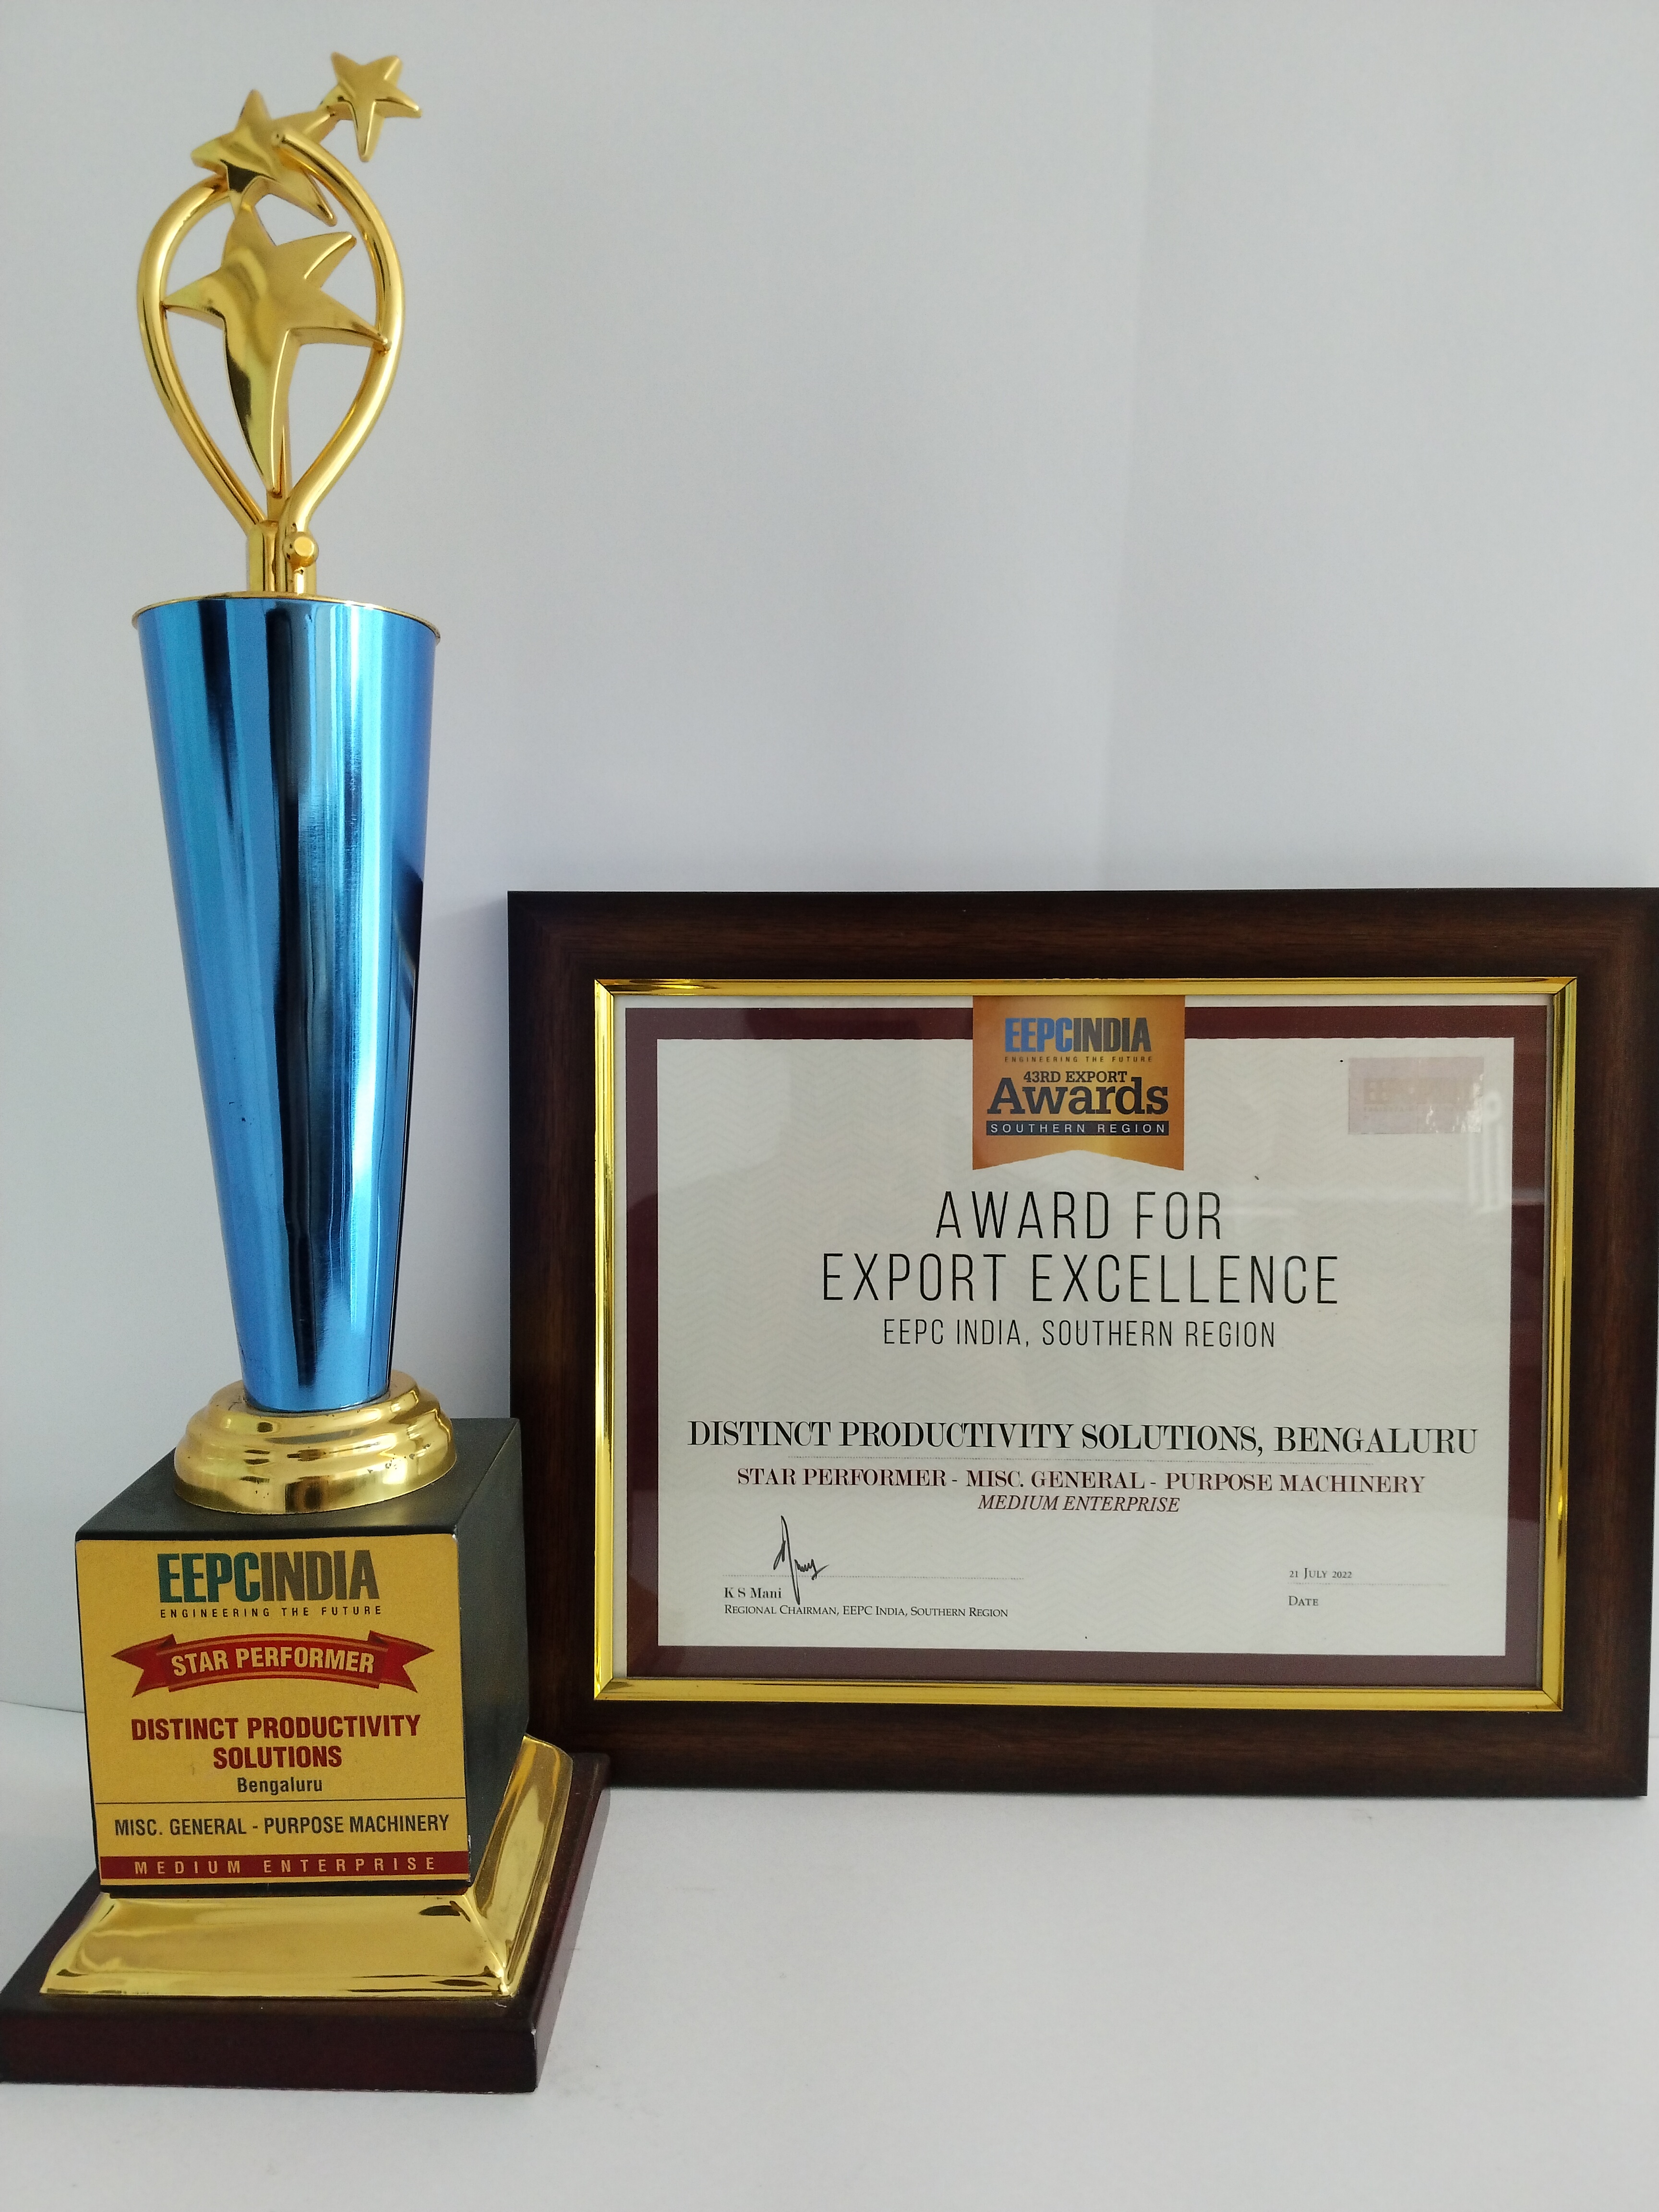 EEPCINDIA
ENGINEERING THE FUTURE
43RD EXPORT
Awards
SOUTHERN REGION
AWARD FOR
EXPORT EXCELLENCE
EEPC INDIA, SOUTHERN REGION
DISTINCT PRODUCTIVITY SOLUTIONS, BENGALURU
STAR PERFORMER - MISC. GENERAL - PURPOSE MACHINERY
MEDIUM ENTERPRISE
K S Mani
REGIONAL CHAIRMAN, EEPC INDIA, SOUTHERN REGION
21 JULY 2022
DATE
EEPCINDIA
ENGINEERING THE FUTURE
STAR PERFORMER
DISTINCT PRODUCTIVITY
SOLUTIONS
Bengaluru
MISC. GENERAL - PURPOSE MACHINERY
MEDIUM ENTERPRISE